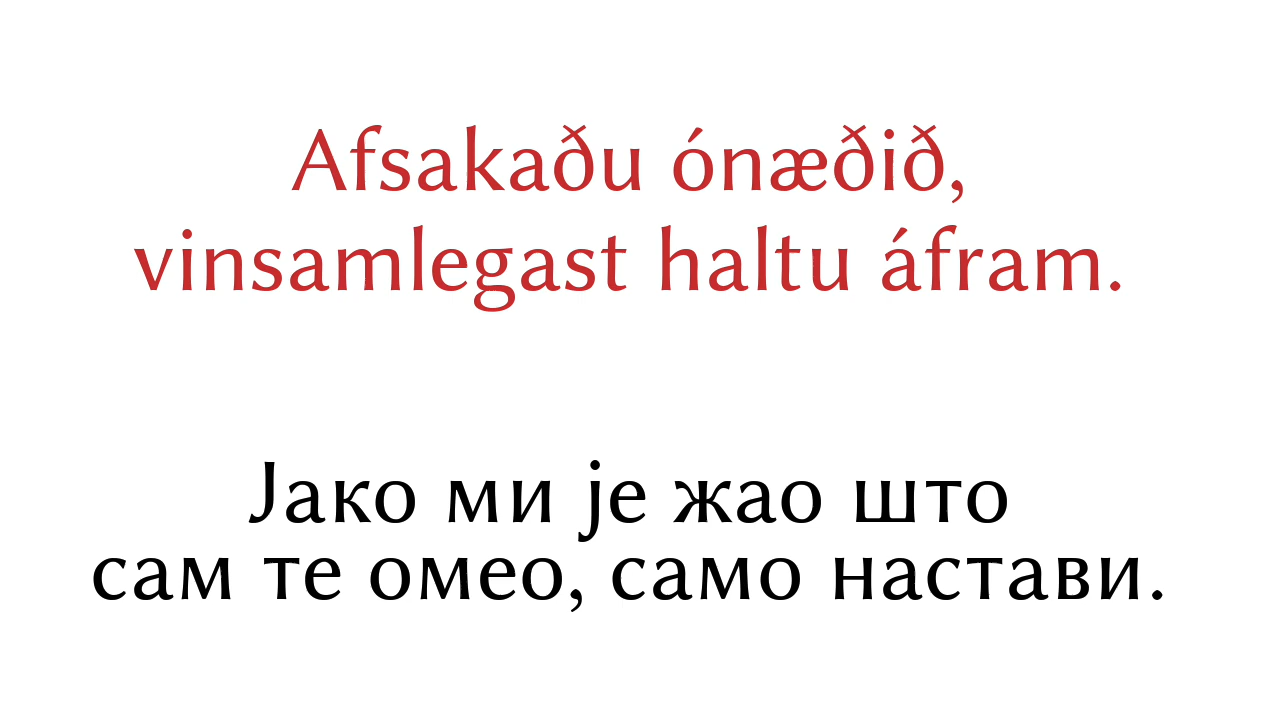 Afsakaðu ónæðið,
vinsamlegast haltu áfram.
Јако ми је жао што
сам те омео, само настави.